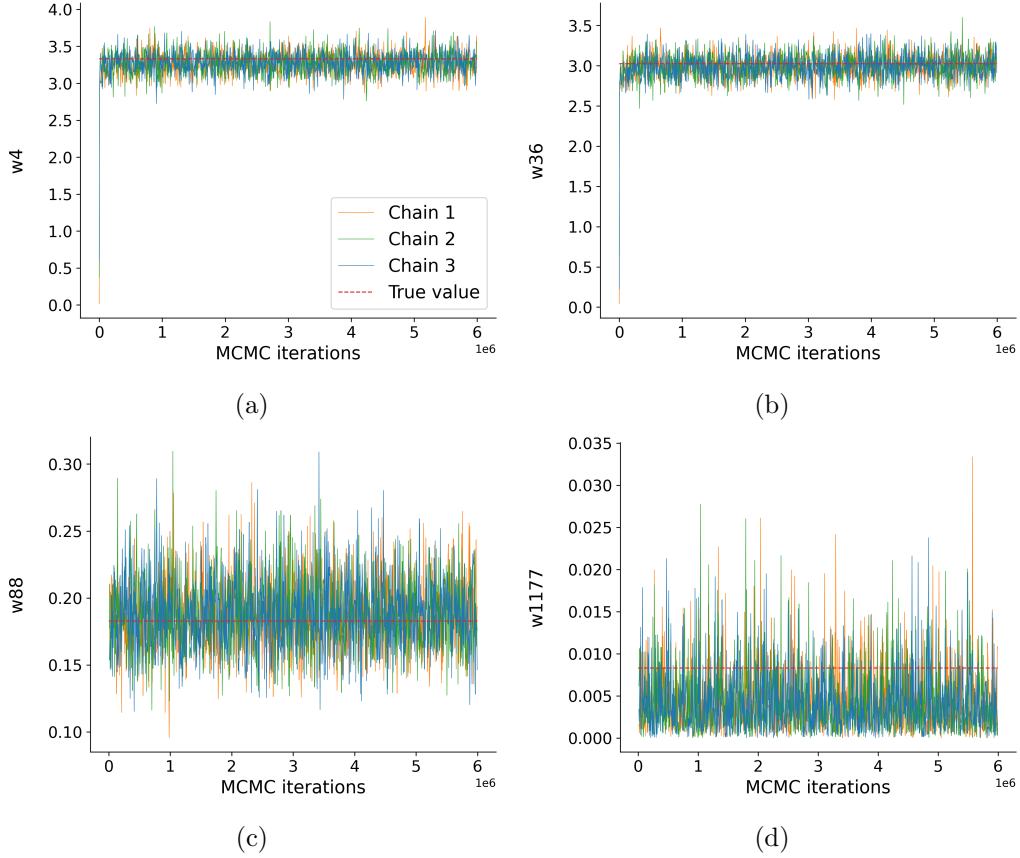 4.0
3.5
3.0
2.5
2.0
1.5
1.0
0.5
0.0
w4
Chain 1
Chain 2
Chain 3
True value
0 1 2 3 4 5 6
1e6
MCMC iterations
(a)
3.5
3.0
2.5
2.0
1.5
1.0
0.5
0.0
w36
0 1 2 3 4 5 6
1e6
MCMC iterations
(b)
0.30
0.25
0.20
0.15
0.10
w88
0 1 2 3 4 5 6
1e6
MCMC iterations
(c)
0.035
0.030
0.025
0.020
0.015
0.010
0.005
0.000
w1177
0 1 2 3 4 5 6
1e6
MCMC iterations
(d)